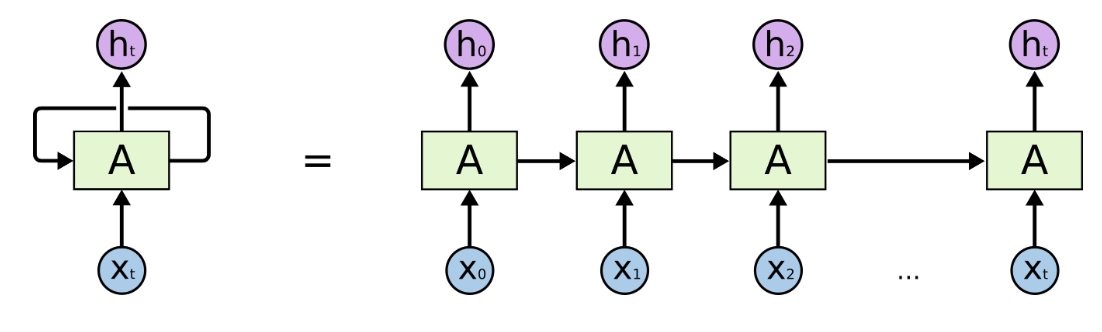 hₜ h₀ h₁ h₂ hₜ
A = A A A A
xₜ x₀ x₁ x₂ ... xₜ